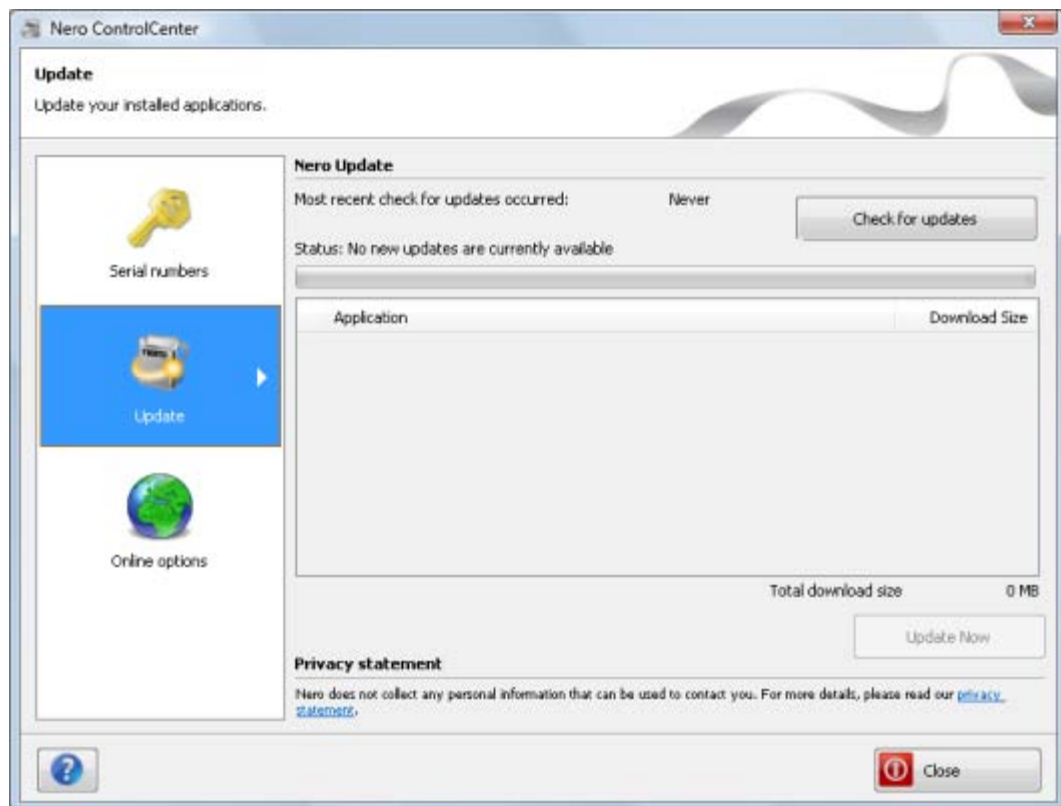 Nero ControlCenter
Update
Update your installed applications.
Serial numbers
Update
Online options
Nero Update
Most recent check for updates occurred: Never
Check for updates
Status: No new updates are currently available
Application Download Size
Total download size 0 MB
Update Now
Privacy statement
Nero does not collect any personal information that can be used to contact you. For more details, please read our privacy
statement.
Close